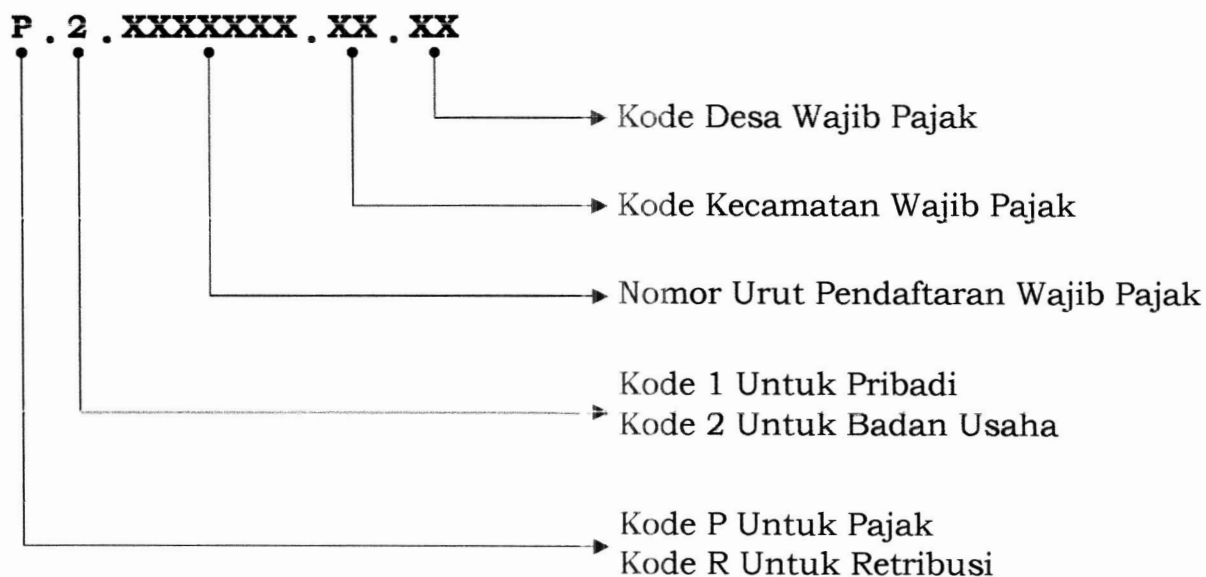 P . 2 . XXXXXXX . XX . XX
Kode Desa Wajib Pajak
Kode Kecamatan Wajib Pajak
Nomor Urut Pendaftaran Wajib Pajak
Kode 1 Untuk Pribadi
Kode 2 Untuk Badan Usaha
Kode P Untuk Pajak
Kode R Untuk Retribusi